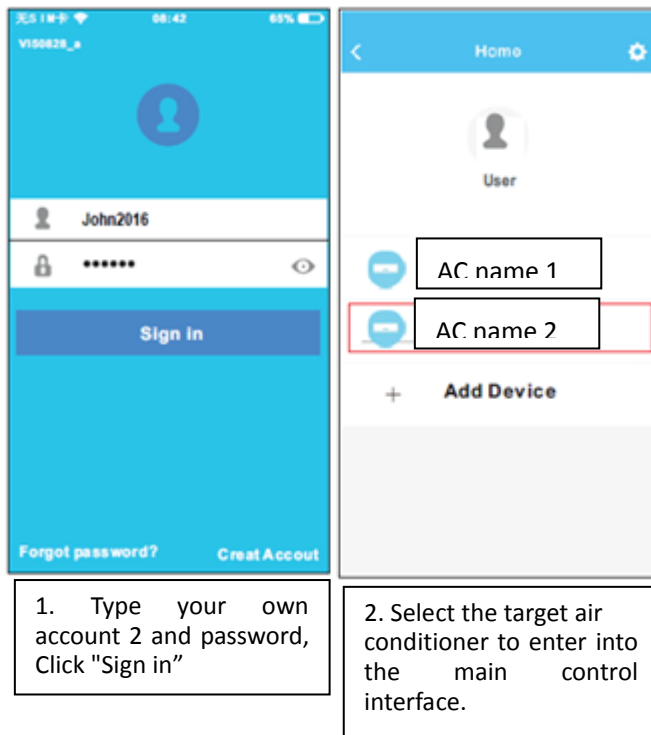 无SIM卡 08:42 65%
VIS0828_a
John2016
Sign in
Forgot password? Creat Accout
1. Type your own
account 2 and password,
Click "Sign in”
Home
User
AC name 1
AC name 2
+ Add Device
2. Select the target air
conditioner to enter into
the main control
interface.